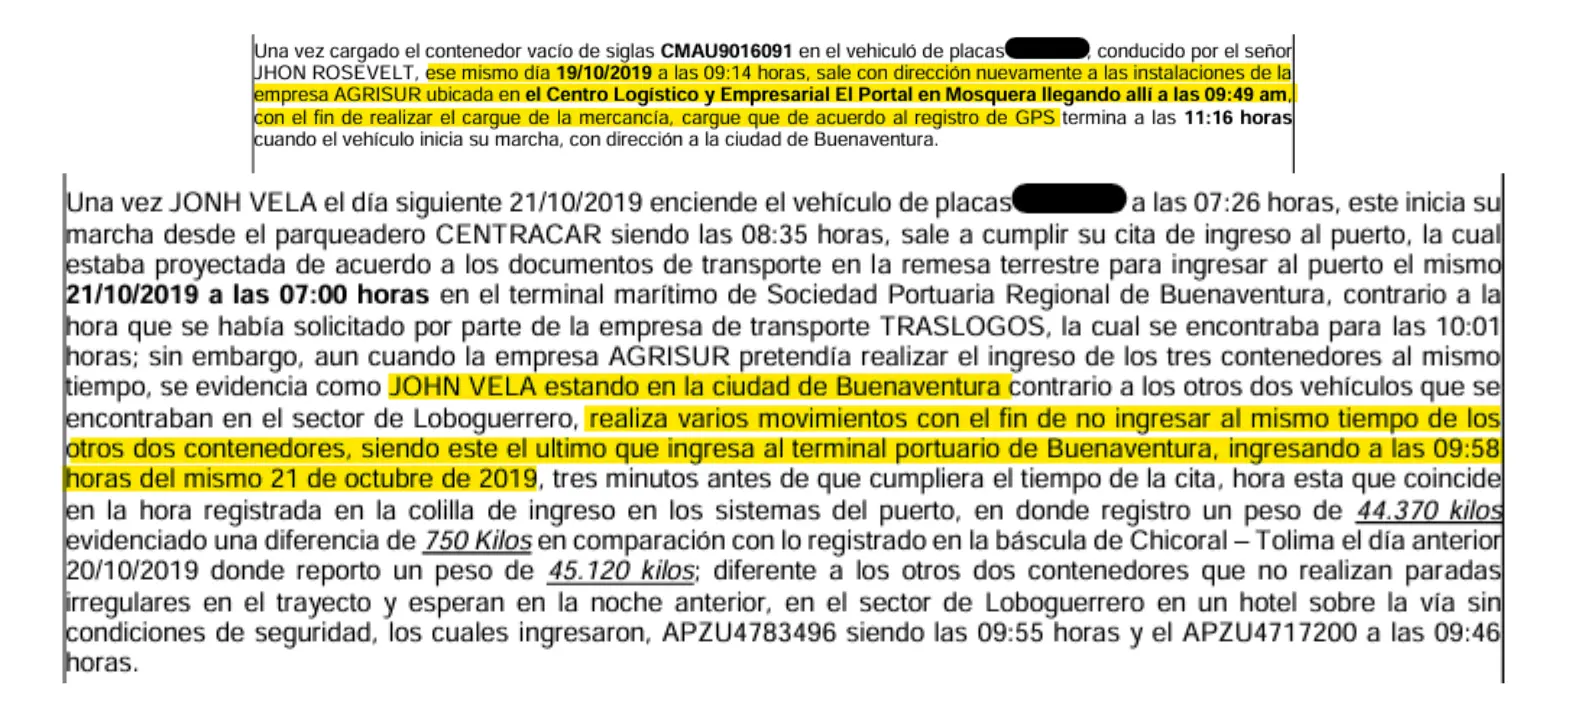 Una vez cargado el contenedor vacío de siglas CMAU9016091 en el vehiculó de placas , conducido por el señor
JHON ROSEVELT, ese mismo día 19/10/2019 a las 09:14 horas, sale con dirección nuevamente a las instalaciones de la
empresa AGRISUR ubicada en el Centro Logístico y Empresarial El Portal en Mosquera llegando allí a las 09:49 am,
con el fin de realizar el cargue de la mercancía, cargue que de acuerdo al registro de GPS termina a las 11:16 horas
cuando el vehículo inicia su marcha, con dirección a la ciudad de Buenaventura.
Una vez JONH VELA el día siguiente 21/10/2019 enciende el vehículo de placas a las 07:26 horas, este inicia su
marcha desde el parqueadero CENTRACAR siendo las 08:35 horas, sale a cumplir su cita de ingreso al puerto, la cual
estaba proyectada de acuerdo a los documentos de transporte en la remesa terrestre para ingresar al puerto el mismo
21/10/2019 a las 07:00 horas en el terminal marítimo de Sociedad Portuaria Regional de Buenaventura, contrario a la
hora que se había solicitado por parte de la empresa de transporte TRASLOGOS, la cual se encontraba para las 10:01
horas; sin embargo, aun cuando la empresa AGRISUR pretendía realizar el ingreso de los tres contenedores al mismo
tiempo, se evidencia como JOHN VELA estando en la ciudad de Buenaventura contrario a los otros dos vehículos que se
encontraban en el sector de Loboguerrero, realiza varios movimientos con el fin de no ingresar al mismo tiempo de los
otros dos contenedores, siendo este el ultimo que ingresa al terminal portuario de Buenaventura, ingresando a las 09:58
horas del mismo 21 de octubre de 2019, tres minutos antes de que cumpliera el tiempo de la cita, hora esta que coincide
en la hora registrada en la colilla de ingreso en los sistemas del puerto, en donde registro un peso de 44.370 kilos
evidenciado una diferencia de 750 Kilos en comparación con lo registrado en la báscula de Chicoral – Tolima el día anterior
20/10/2019 donde reporto un peso de 45.120 kilos; diferente a los otros dos contenedores que no realizan paradas
irregulares en el trayecto y esperan en la noche anterior, en el sector de Loboguerrero en un hotel sobre la vía sin
condiciones de seguridad, los cuales ingresaron, APZU4783496 siendo las 09:55 horas y el APZU4717200 a las 09:46
horas.